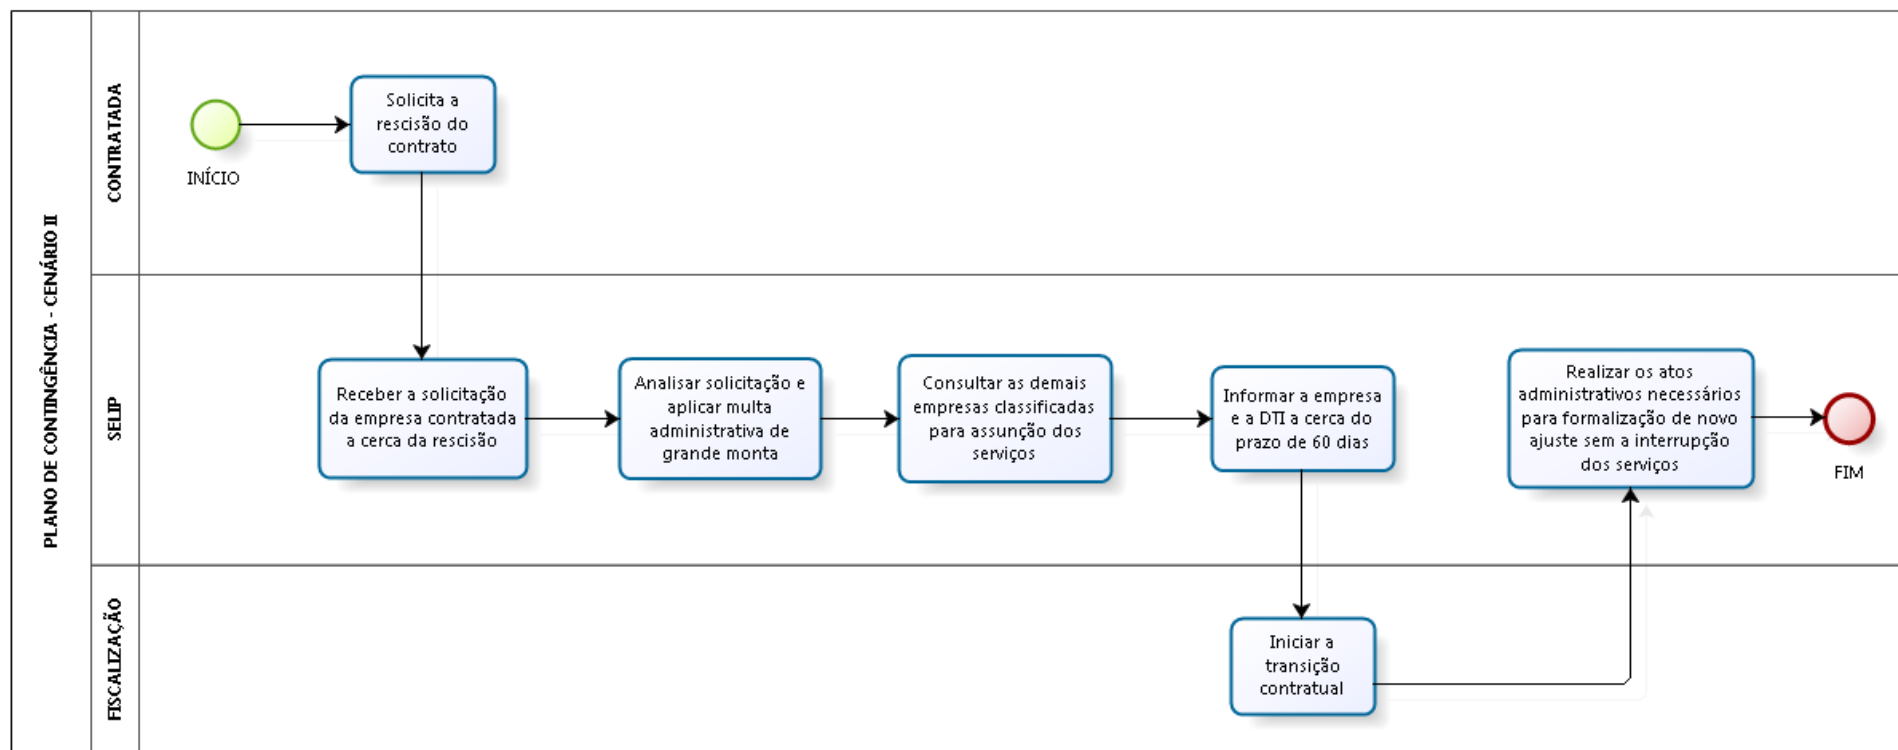 PLANO DE CONTINGÊNCIA - CENÁRIO II
CONTRATADA
INÍCIO
Solicita a
rescisão do
contrato
SELIP
Receber a solicitação
da empresa contratada
a cerca da rescisão
Analisar solicitação e
aplicar multa
administrativa de
grande monta
Consultar as demais
empresas classificadas
para assunção dos
serviços
Informar a empresa
e a DTI a cerca do
prazo de 60 dias
Realizar os atos
administrativos necessários
para formalização de novo
ajuste sem a interrupção
dos serviços
FIM
FISCALIZAÇÃO
Iniciar a
transição
contratual